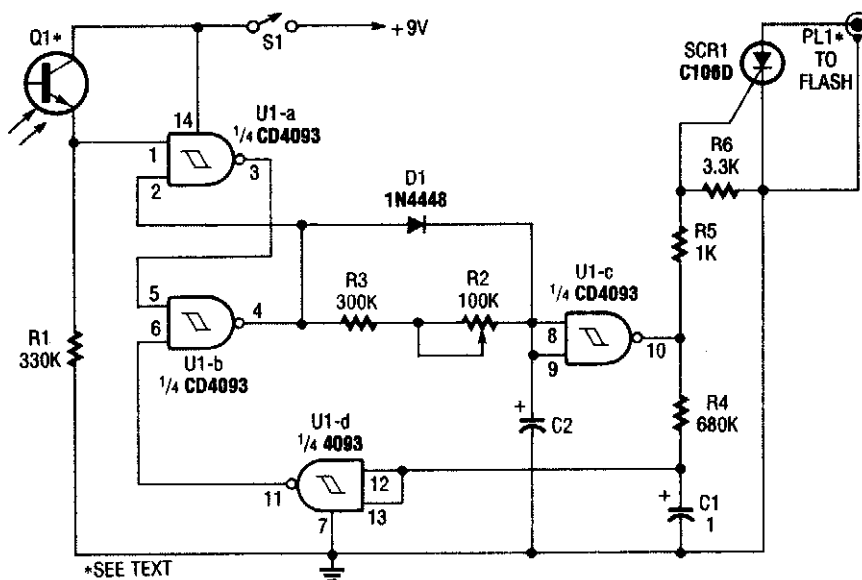 Q1*
S1
+9V
PL1*
TO
FLASH
SCR1
C106D
14
U1-a
1/4 CD4093
1
2
3
R6
3.3K
D1
1N4448
R5
1K
5
6
4
U1-b
1/4 CD4093
R3
300K
R2
100K
U1-c
1/4 CD4093
8
9
10
R1
330K
R4
680K
+
C2
U1-d
1/4 4093
11
12
13
7
+
C1
1
*SEE TEXT